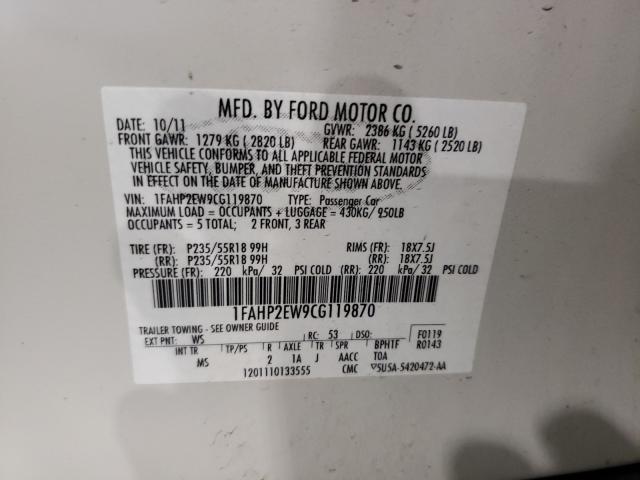 MFD. BY FORD MOTOR CO.
DATE: 10/11 GVWR: 2386 KG ( 5260 LB)
FRONT GAWR: 1279 KG ( 2820 LB) REAR GAWR: 1143 KG ( 2520 LB)
THIS VEHICLE CONFORMS TO ALL APPLICABLE FEDERAL MOTOR
VEHICLE SAFETY, BUMPER, AND THEFT PREVENTION STANDARDS
IN EFFECT ON THE DATE OF MANUFACTURE SHOWN ABOVE.
VIN: 1FAHP2EW9CG119870 TYPE: Passenger Car
MAXIMUM LOAD = OCCUPANTS + LUGGAGE = 430KG/ 950LB
OCCUPANTS = 5 TOTAL; 2 FRONT, 3 REAR
TIRE (FR): P235/55R18 99H RIMS (FR): 18X7.5J
(RR): P235/55R18 99H (RR): 18X7.5J
PRESSURE (FR): 220 kPa/ 32 PSI COLD (RR): 220 kPa/ 32 PSI COLD
1FAHP2EW9CG119870
TRAILER TOWING - SEE OWNER GUIDE F0119
EXT PNT: WS RC: 53 DSO: R0143
INT TR TP/PS R AXLE TR SPR BPHTF
MS 2 1A J AACC TOA
1201110133555 CMC 5U5A-5420472-AA